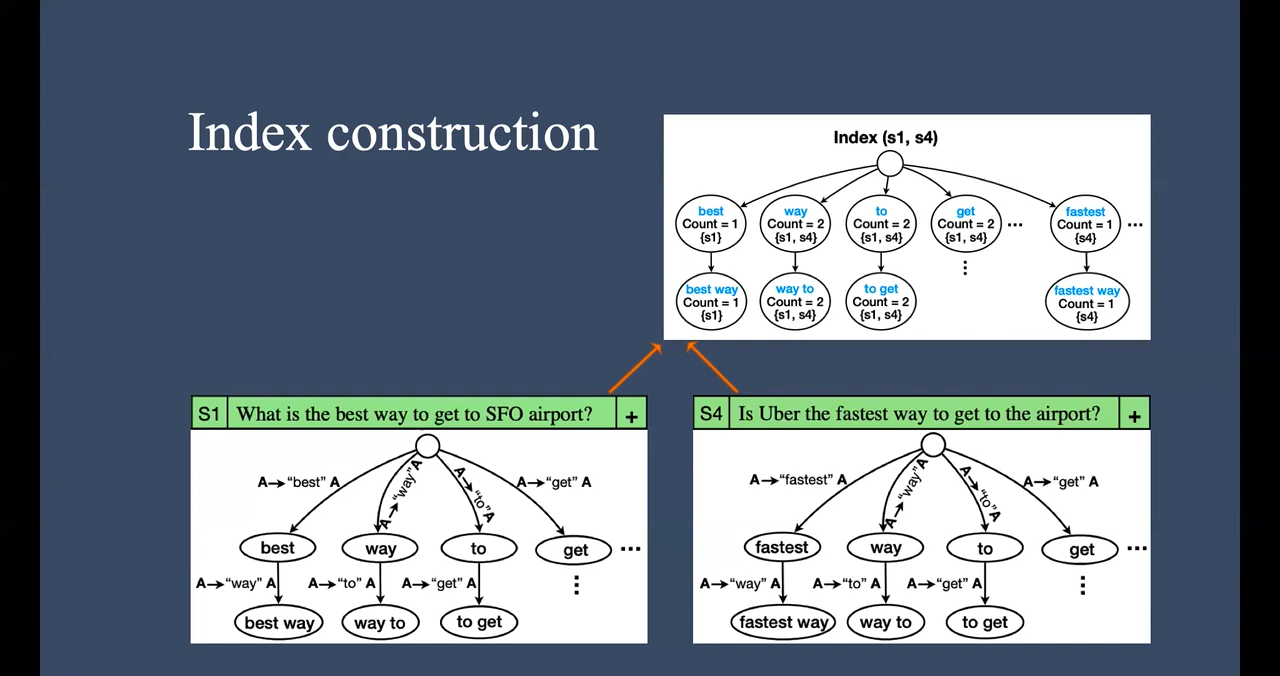 Index construction
Index (s1, s4)
best
Count = 1
{s1}
way
Count = 2
{s1, s4}
to
Count = 2
{s1, s4}
get
Count = 2
{s1, s4}
...
fastest
Count = 1
{s4}
...
best way
Count = 1
{s1}
way to
Count = 2
{s1, s4}
to get
Count = 2
{s1, s4}
fastest way
Count = 1
{s4}
S1 What is the best way to get to SFO airport? +
A→“best” A
A→“way”A
A→“to”A
A→“get” A
best
way
to
get
...
A→“way” A
A→“to” A
A→“get” A
best way
way to
to get
S4 Is Uber the fastest way to get to the airport? +
A→“fastest” A
A→“way”A
A→“to”A
A→“get” A
fastest
way
to
get
...
A→“way” A
A→“to” A
A→“get” A
fastest way
way to
to get